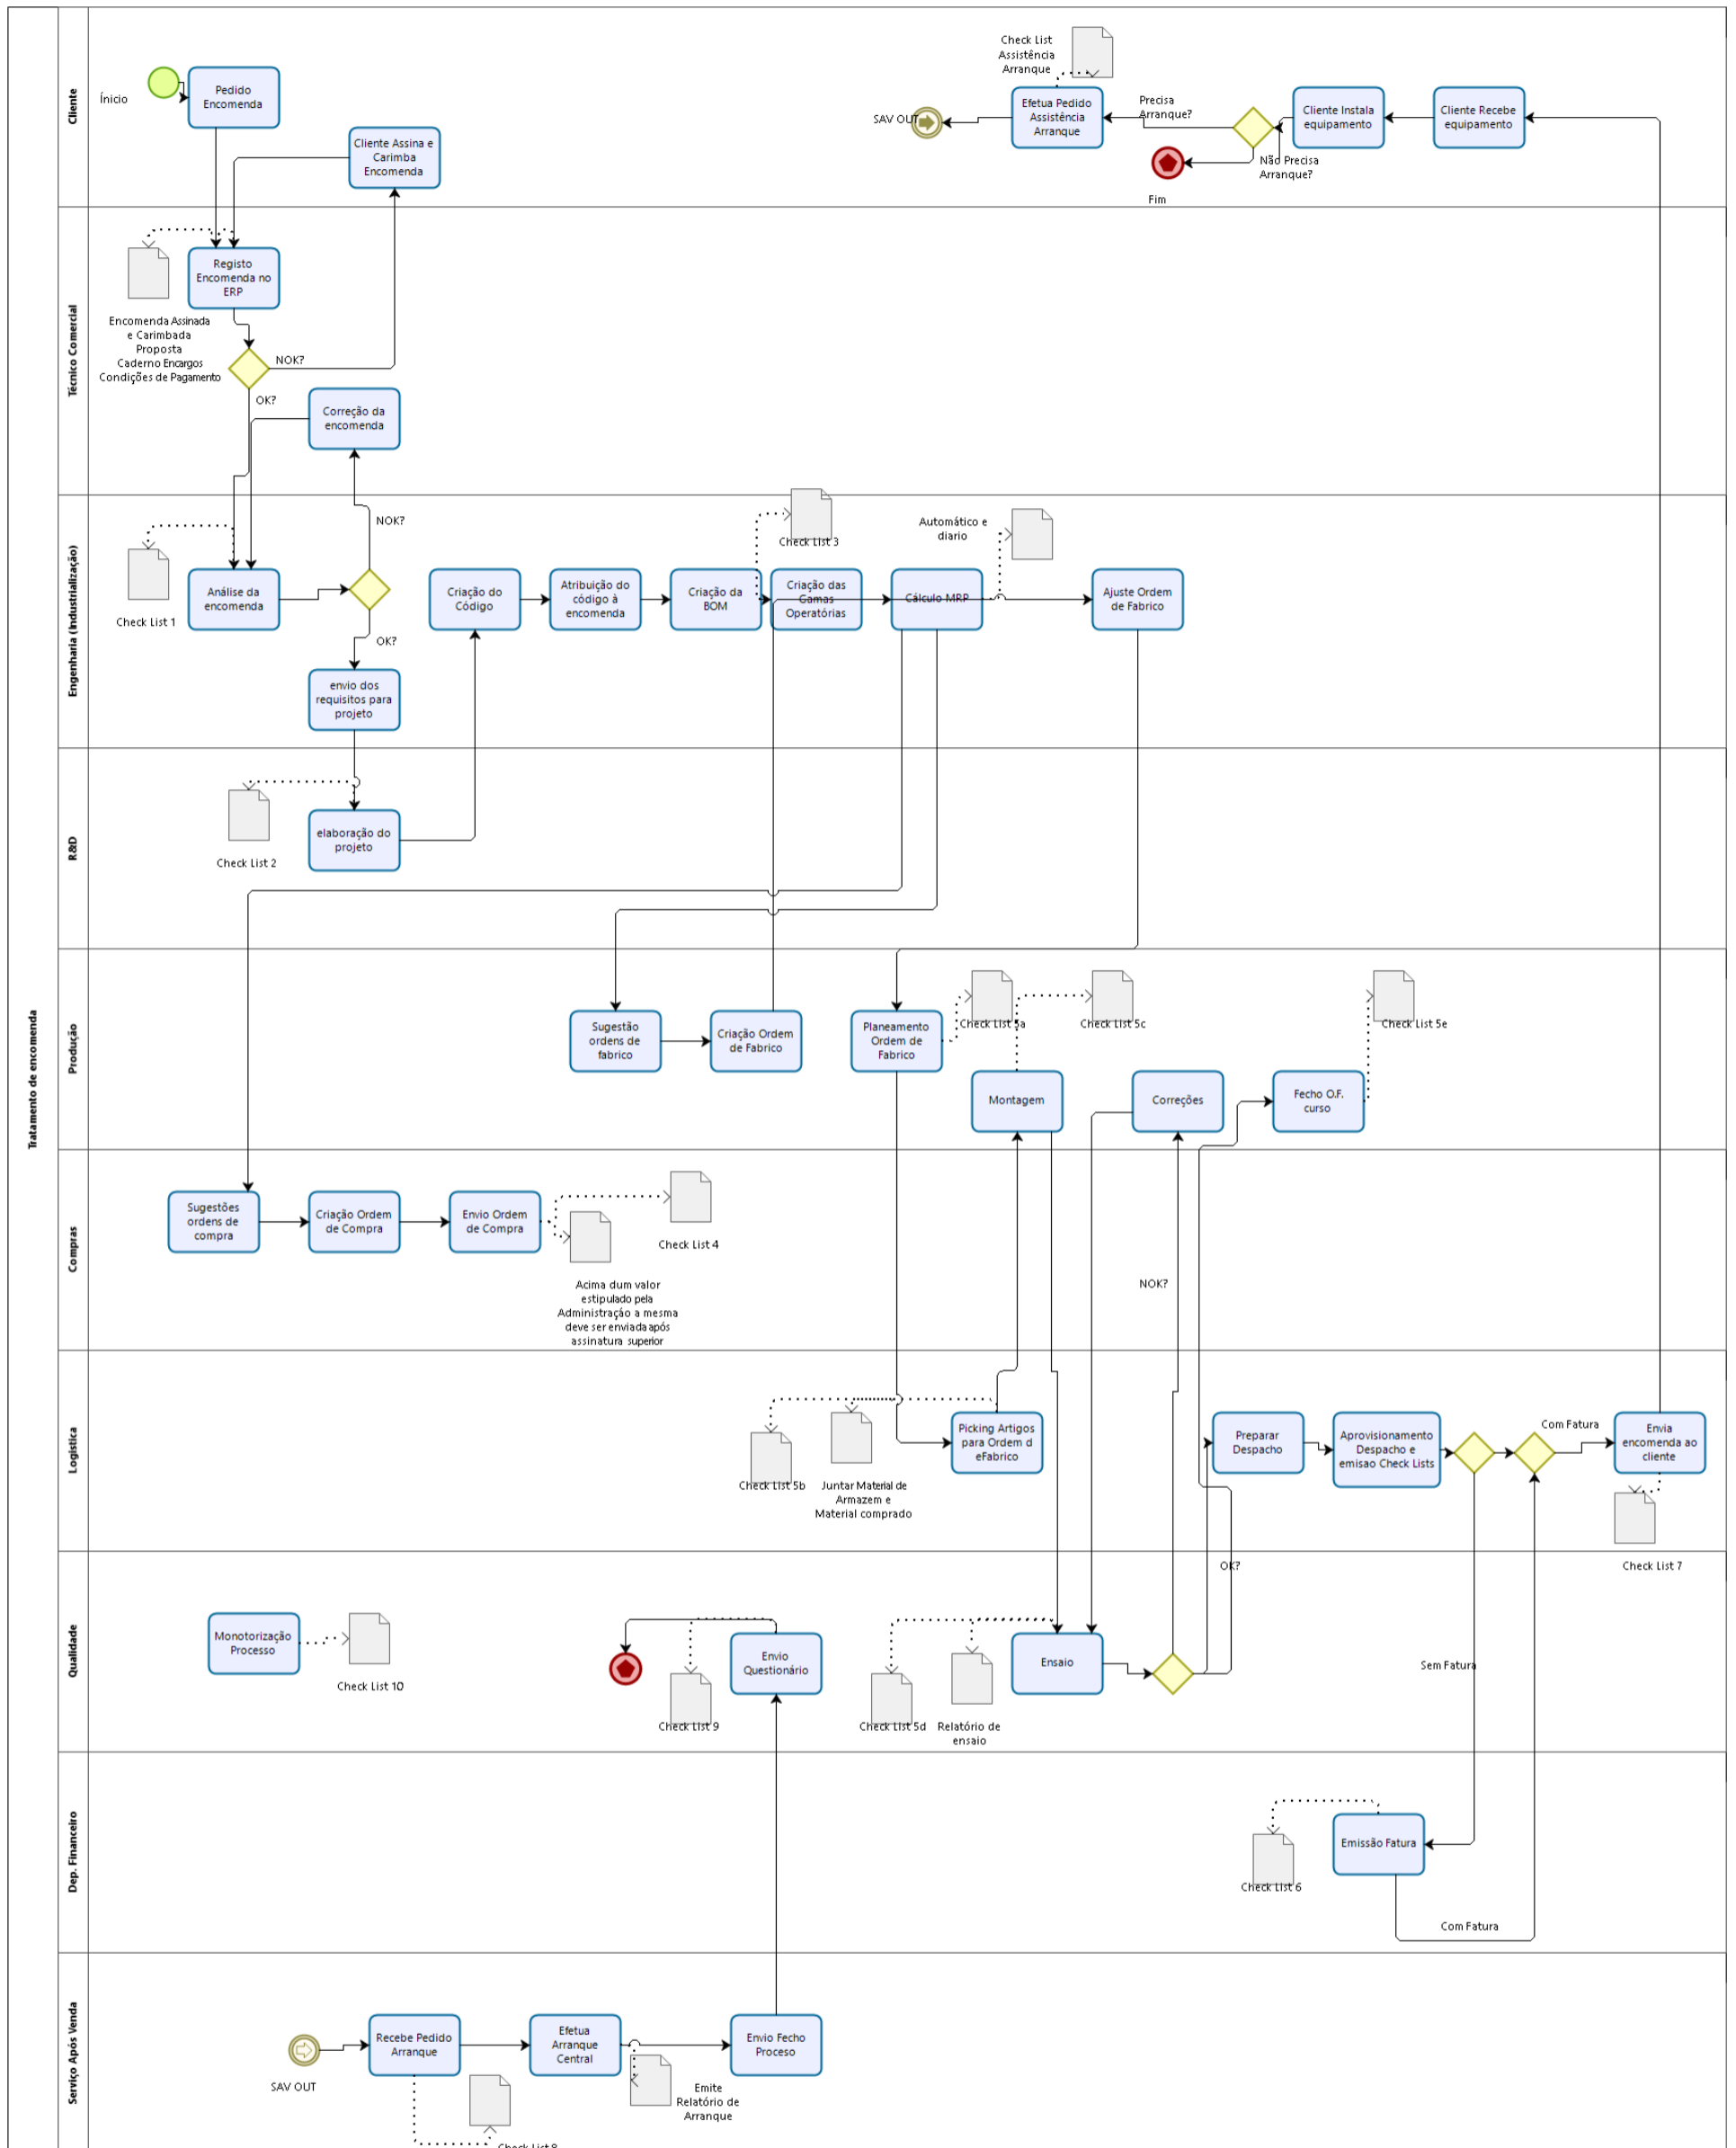 Tratamento de encomenda
Cliente
Ínicio
Pedido
Encomenda
Cliente Assina e
Carimba
Encomenda
SAV OUT
Check List
Assistência
Arranque
Efetua Pedido
Assistência
Arranque
Precisa
Arranque?
Não Precisa
Arranque?
Fim
Cliente Instala
equipamento
Cliente Recebe
equipamento
Técnico Comercial
Registo
Encomenda no
ERP
Encomenda Assinada
e Carimbada
Proposta
Caderno Encargos
Condições de Pagamento
NOK?
OK?
Correção da
encomenda
Engenharia (Industrialização)
Check List 1
Análise da
encomenda
NOK?
OK?
envio dos
requisitos para
projeto
Criação do
Código
Atribuição do
código à
encomenda
Criação da
BOM
Check List 3
Criação das
Gamas
Operatórias
Cálculo MRP
Automático e
diario
Ajuste Ordem
de Fabrico
R&D
Check List 2
elaboração do
projeto
Produção
Sugestão
ordens de
fabrico
Criação Ordem
de Fabrico
Planeamento
Ordem de
Fabrico
Check List 5a
Montagem
Check List 5c
Correções
Fecho O.F.
curso
Check List 5e
Compras
Sugestões
ordens de
compra
Criação Ordem
de Compra
Envio Ordem
de Compra
Check List 4
Acima dum valor
estipulado pela
Administração a mesma
deve ser enviada após
assinatura superior
NOK?
Logística
Check List 5b
Juntar Material de
Armazem e
Material comprado
Picking Artigos
para Ordem d
eFabrico
Preparar
Despacho
Aprovisionamento
Despacho e
emisao Check Lists
Com Fatura
Envia
encomenda ao
cliente
Check List 7
Qualidade
Monotorização
Processo
Check List 10
Envio
Questionário
Check List 9
Check List 5d
Relatório de
ensaio
Ensaio
OK?
Sem Fatura
Dep. Financeiro
Check List 6
Emissão Fatura
Com Fatura
Serviço Após Venda
SAV OUT
Recebe Pedido
Arranque
Check List 8
Efetua
Arranque
Central
Emite
Relatório de
Arranque
Envio Fecho
Proceso